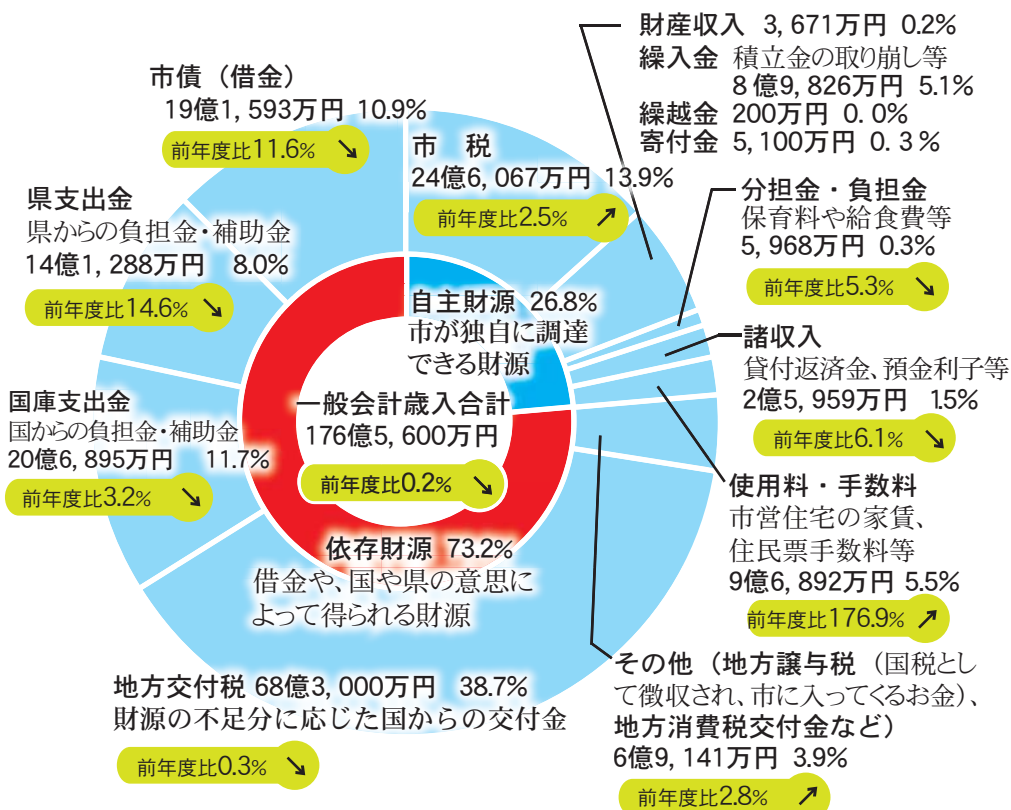 財産収入 3,671万円 0.2%
繰入金 積立金の取り崩し等
8億9,826万円 5.1%
繰越金 200万円 0.0%
寄付金 5,100万円 0.3%
市債（借金）
19億1,593万円 10.9%
前年度比11.6% ↘
市 税
24億6,067万円 13.9%
前年度比2.5% ↗
分担金・負担金
保育料や給食費等
5,968万円 0.3%
前年度比5.3% ↘
県支出金
県からの負担金・補助金
14億1,288万円 8.0%
前年度比14.6% ↘
自主財源 26.8%
市が独自に調達
できる財源
諸収入
貸付返済金、預金利子等
2億5,959万円 1.5%
前年度比6.1% ↘
国庫支出金
国からの負担金・補助金
20億6,895万円 11.7%
前年度比3.2% ↘
一般会計歳入合計
176億5,600万円
前年度比0.2% ↘
使用料・手数料
市営住宅の家賃、
住民票手数料等
9億6,892万円 5.5%
前年度比176.9% ↗
依存財源 73.2%
借金や、国や県の意思に
よって得られる財源
その他（地方譲与税（国税とし
て徴収され、市に入ってくるお金）、
地方消費税交付金など）
6億9,141万円 3.9%
前年度比2.8% ↗
地方交付税 68億3,000万円 38.7%
財源の不足分に応じた国からの交付金
前年度比0.3% ↘